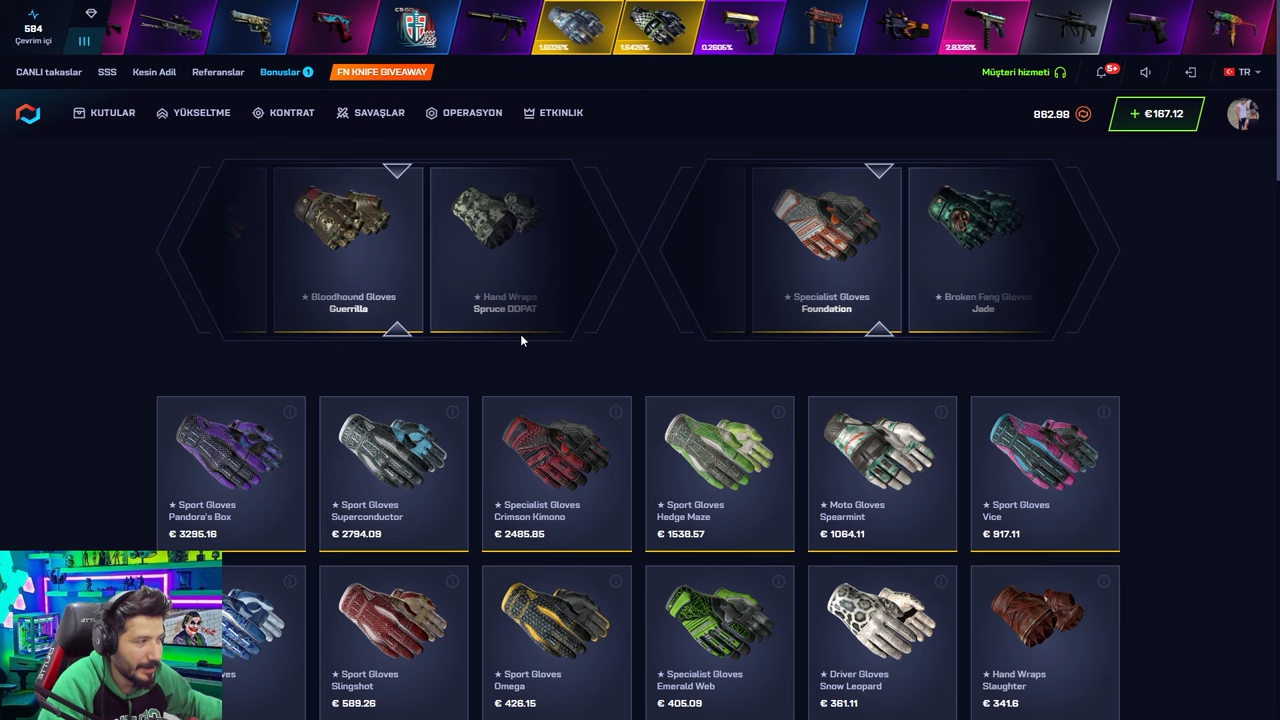 584
Çevrim içi
1.6026%
1.6426%
0.2605%
2.8326%
CANLI takaslar
SSS
Kesin Adil
Referanslar
Bonuslar 1
FN KNIFE GIVEAWAY
Müşteri hizmeti
5+
TR
KUTULAR
YÜKSELTME
KONTRAT
SAVAŞLAR
OPERASYON
ETKINLIK
862.98
+ €167.12
★ Bloodhound Gloves
Guerrilla
★ Hand Wraps
Spruce DDPAT
★ Specialist Gloves
Foundation
★ Broken Fang Gloves
Jade
★ Sport Gloves
Pandora's Box
€ 3295.16
★ Sport Gloves
Superconductor
€ 2794.09
★ Specialist Gloves
Crimson Kimono
€ 2485.85
★ Sport Gloves
Hedge Maze
€ 1538.57
★ Moto Gloves
Spearmint
€ 1064.11
★ Sport Gloves
Vice
€ 917.11
★ Sport Gloves
Slingshot
€ 589.26
★ Sport Gloves
Omega
€ 426.15
★ Specialist Gloves
Emerald Web
€ 405.09
★ Driver Gloves
Snow Leopard
€ 361.11
★ Hand Wraps
Slaughter
€ 341.6